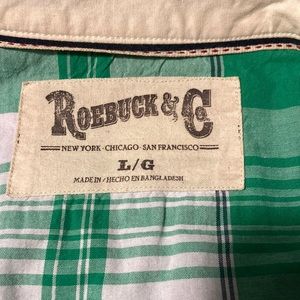 ROEBUCK & Co
NEW YORK · CHICAGO · SAN FRANCISCO
L/G
MADE IN / HECHO EN BANGLADESH